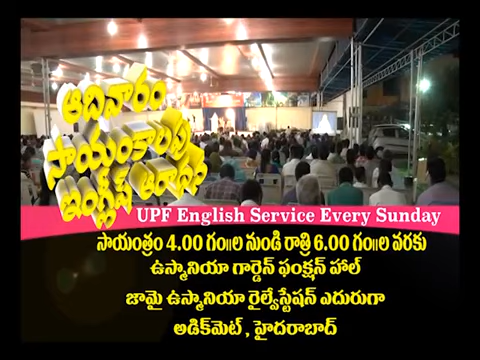 ఆదివారం
సాయంకాలపు
ఇంగ్లీష్ ఆరాధన
UPF English Service Every Sunday
సాయంత్రం 4.00 గం॥ల నుండి రాత్రి 6.00 గం॥ల వరకు
ఉస్మానియా గార్డెన్ ఫంక్షన్ హాల్
జామై ఉస్మానియా రైల్వేస్టేషన్ ఎదురుగా
అడిక్‌మెట్ , హైదరాబాద్